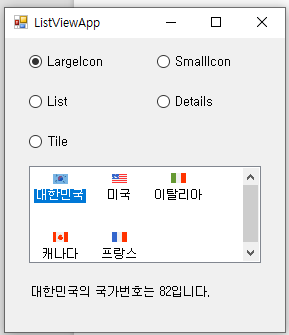 ListViewApp
LargeIcon SmallIcon
List Details
Tile
대한민국 미국 이탈리아
캐나다 프랑스
대한민국의 국가번호는 82입니다.